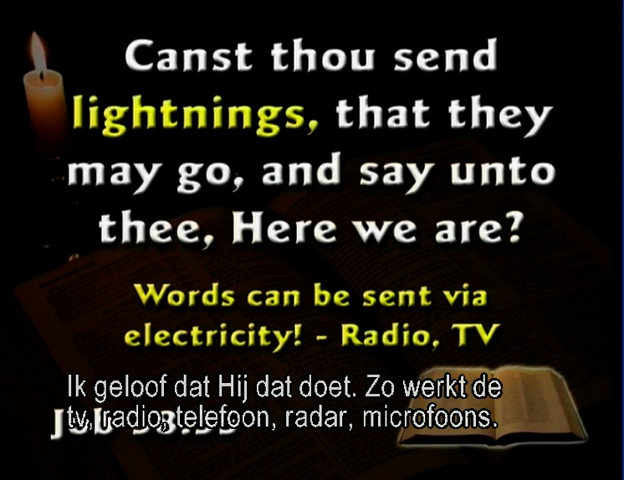 Canst thou send
lightnings, that they
may go, and say unto
thee, Here we are?
Words can be sent via
electricity! - Radio, TV
Ik geloof dat Hij dat doet. Zo werkt de
tv, radio, telefoon, radar, microfoons.